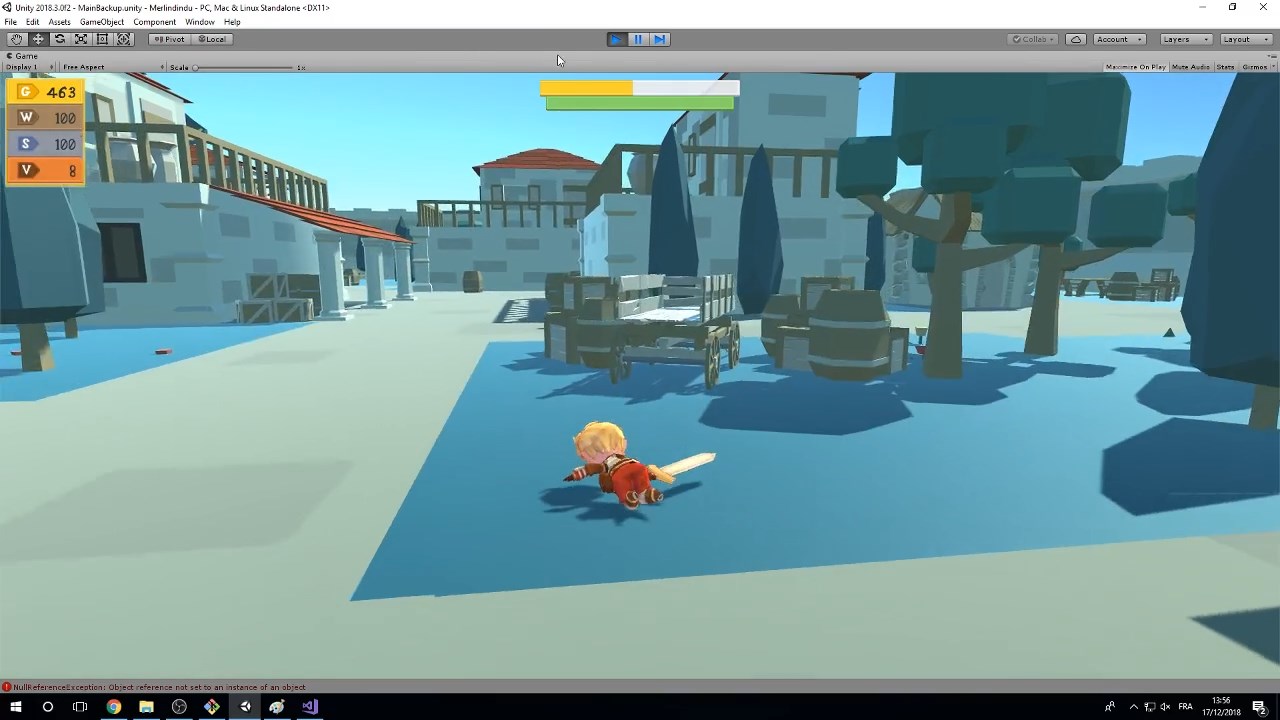 Unity 2018.3.0f2 - MainBackup.unity - Merlindindu - PC, Mac & Linux Standalone <DX11>
File Edit Assets GameObject Component Window Help
Pivot Local Collab Account Layers Layout
Game
Display 1 Free Aspect Scale 1x Maximize On Play Mute Audio Stats Gizmos
G 463
W 100
S 100
V 8
NullReferenceException: Object reference not set to an instance of an object
FRA 13:56
17/12/2018 2